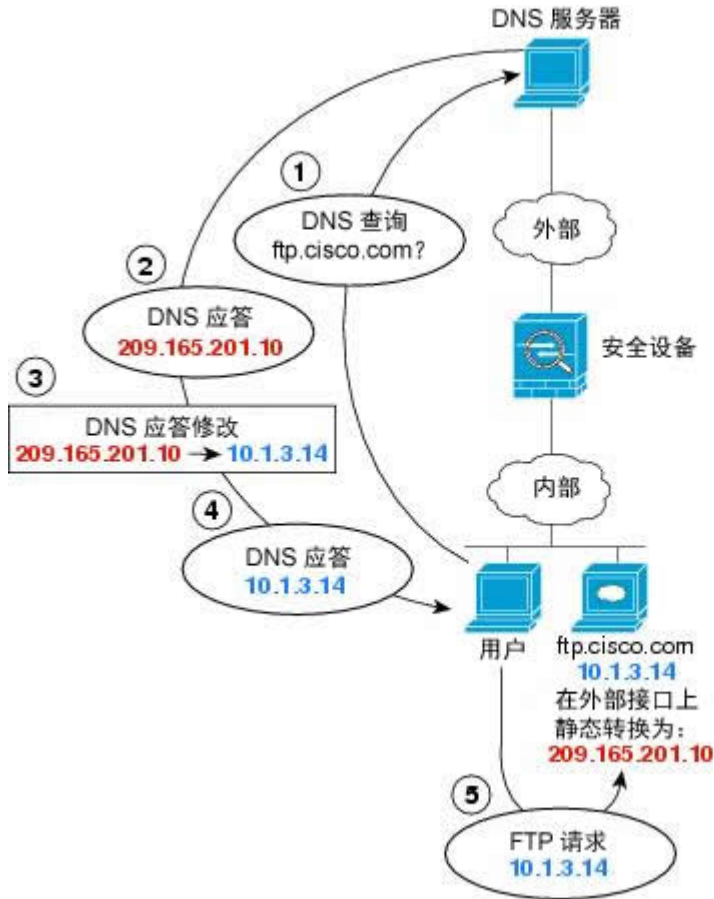 DNS 服务器
1
DNS 查询
ftp.cisco.com?
外部
2
DNS 应答
209.165.201.10
安全设备
3
DNS 应答修改
209.165.201.10 → 10.1.3.14
内部
4
DNS 应答
10.1.3.14
用户
ftp.cisco.com
10.1.3.14
在外部接口上
静态转换为：
209.165.201.10
5
FTP 请求
10.1.3.14